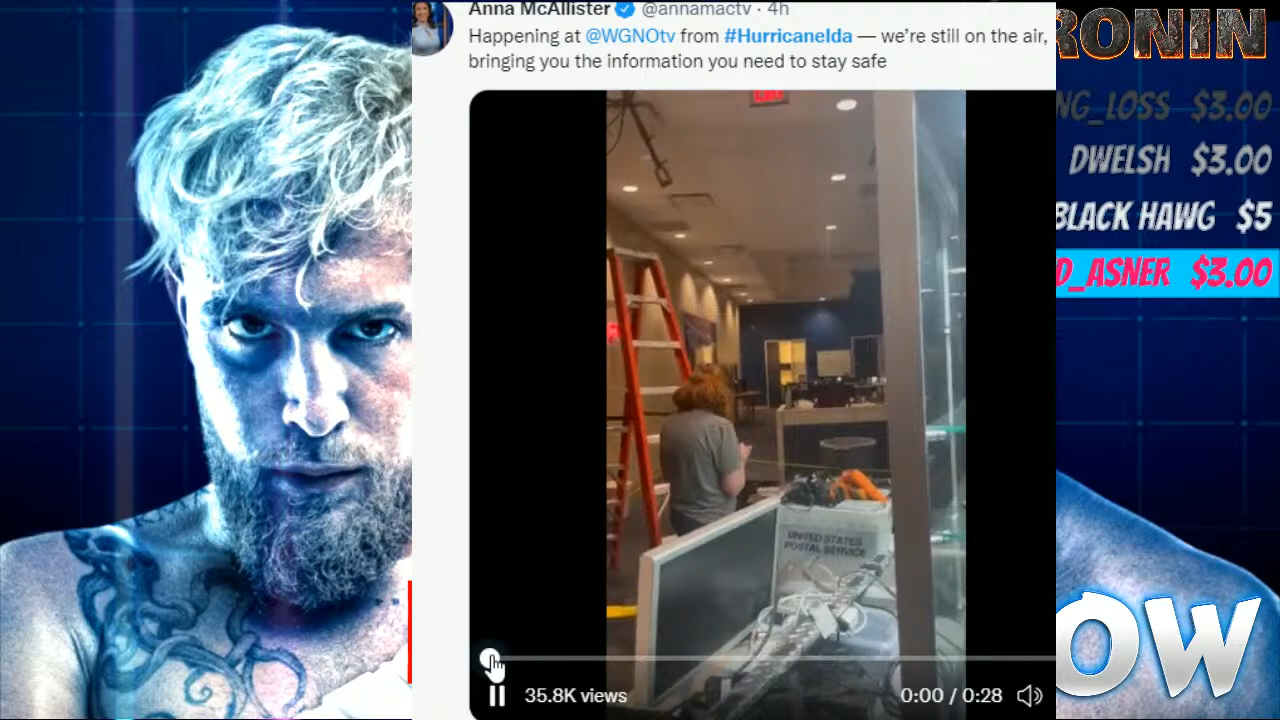 Anna McAllister @annamactv · 4h
Happening at @WGNOtv from #HurricaneIda — we’re still on the air,
bringing you the information you need to stay safe
EXIT
UNITED STATES
POSTAL SERVICE
35.8K views
0:00 / 0:28
RONIN
NG_LOSS $3.00
DWELSH $3.00
BLACK HAWG $5
D_ASNER $3.00
OW